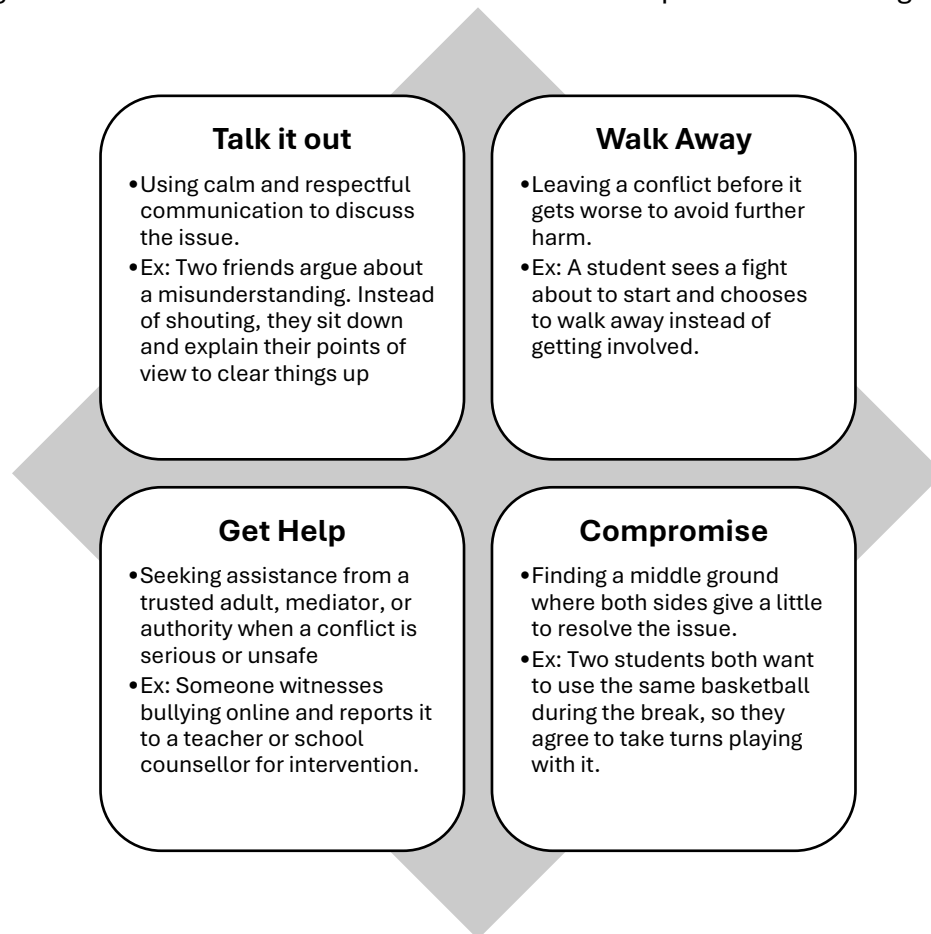 Talk it out
•Using calm and respectful
communication to discuss
the issue.
•Ex: Two friends argue about
a misunderstanding. Instead
of shouting, they sit down
and explain their points of
view to clear things up
Walk Away
•Leaving a conflict before it
gets worse to avoid further
harm.
•Ex: A student sees a fight
about to start and chooses
to walk away instead of
getting involved.
Get Help
•Seeking assistance from a
trusted adult, mediator, or
authority when a conflict is
serious or unsafe
•Ex: Someone witnesses
bullying online and reports it
to a teacher or school
counsellor for intervention.
Compromise
•Finding a middle ground
where both sides give a little
to resolve the issue.
•Ex: Two students both want
to use the same basketball
during the break, so they
agree to take turns playing
with it.